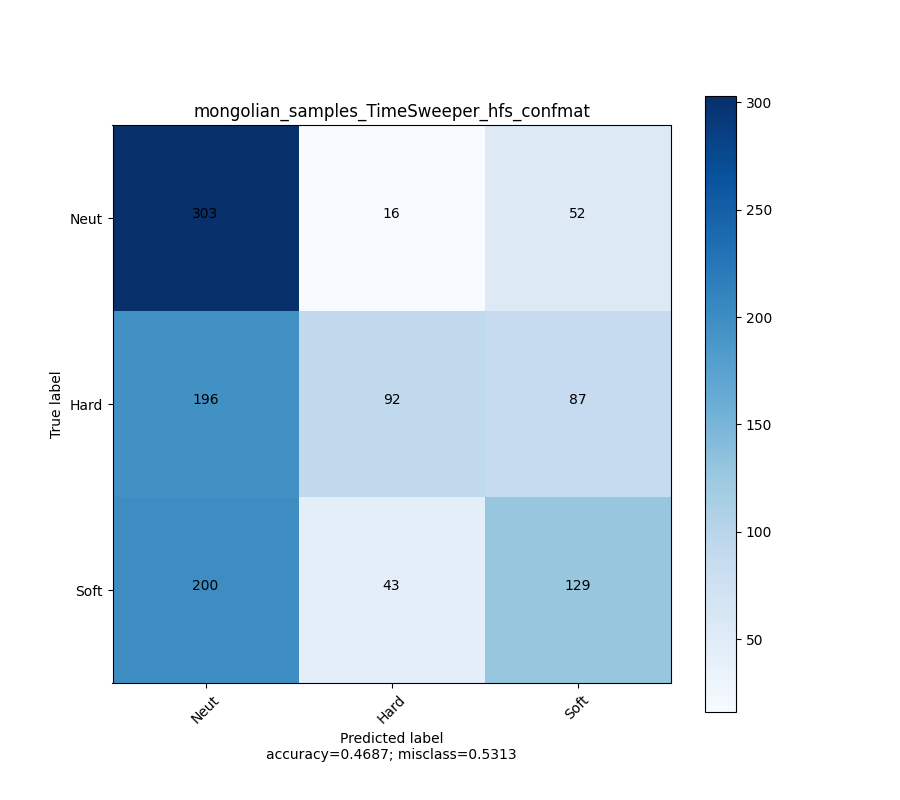 mongolian_samples_TimeSweeper_hfs_confmat
True label
Neut 303 16 52
Hard 196 92 87
Soft 200 43 129
Neut Hard Soft
Predicted label
accuracy=0.4687; misclass=0.5313
300
250
200
150
100
50